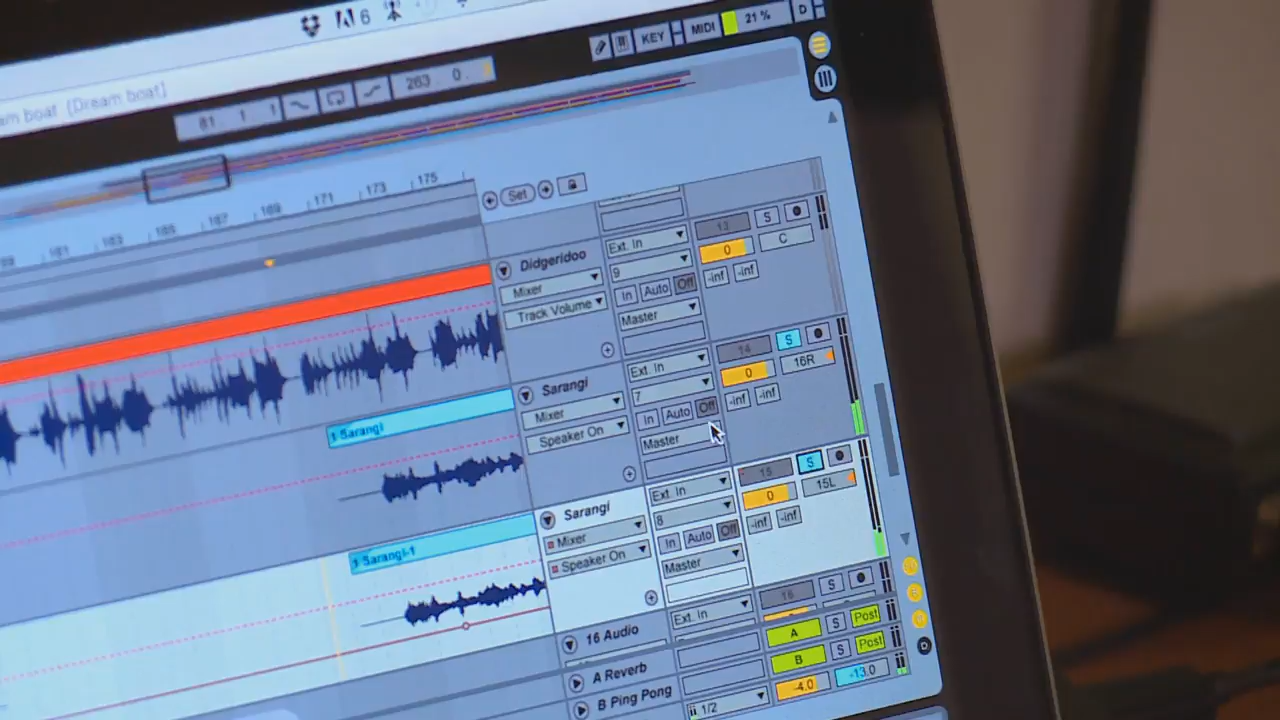 6
am boat (Dream boat)
KEY MIDI 21 % D
81 1 1
263 0
161 163 165 167 169 171 173 175
Set
Didgeridoo
Mixer
Track Volume
Ext. In
9
In Auto Off
Master
13 S
0 C
-inf -inf
1 Sarangi
Sarangi
Mixer
Speaker On
Ext. In
7
In Auto Off
Master
14 S
0 16R
-inf -inf
1 Sarangi-1
Sarangi
Mixer
Speaker On
Ext. In
8
In Auto Off
Master
15 S
0 15L
-inf -inf
16 Audio
Ext. In
16 S
A Reverb
A S Post
B Ping Pong
B S Post
1/2
-4.0 -13.0